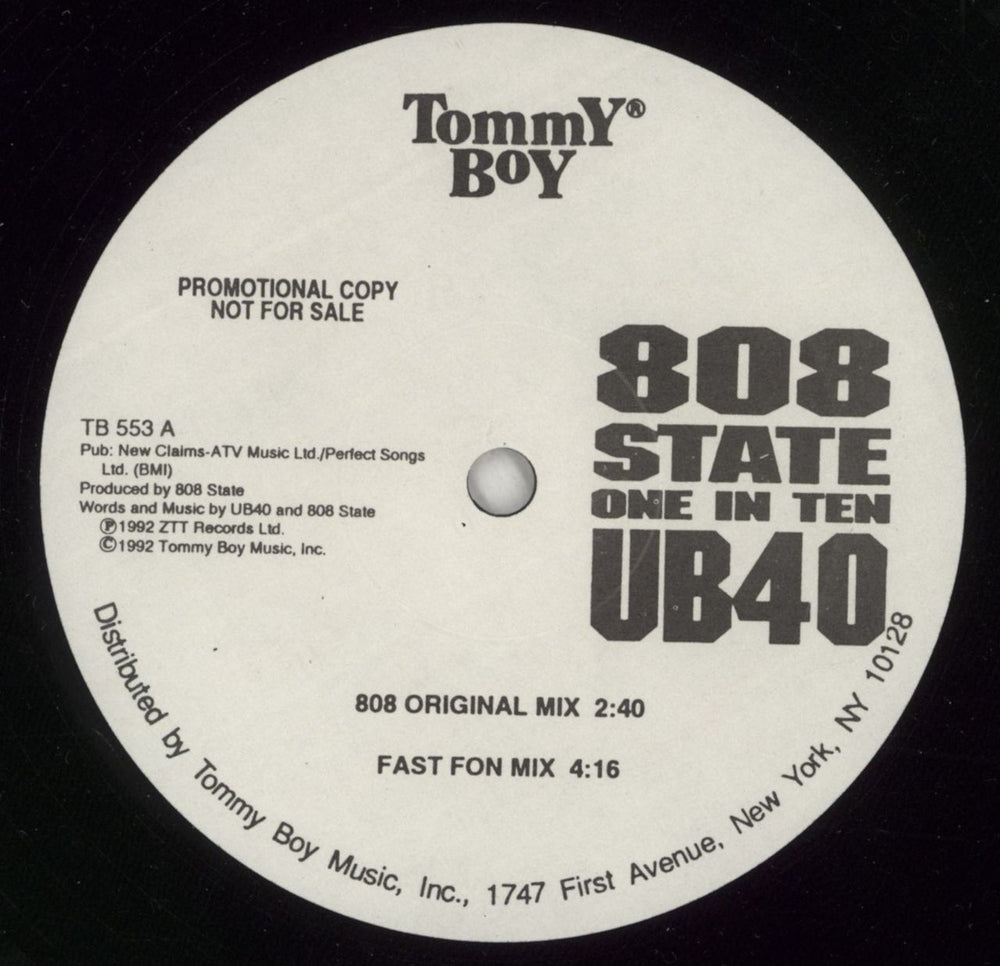 Tommy®
Boy
PROMOTIONAL COPY
NOT FOR SALE
808
STATE
ONE IN TEN
UB40
TB 553 A
Pub: New Claims-ATV Music Ltd./Perfect Songs
Ltd. (BMI)
Produced by 808 State
Words and Music by UB40 and 808 State
℗1992 ZTT Records Ltd.
©1992 Tommy Boy Music, Inc.
808 ORIGINAL MIX 2:40
FAST FON MIX 4:16
Distributed by Tommy Boy Music, Inc., 1747 First Avenue, New York, NY 10128